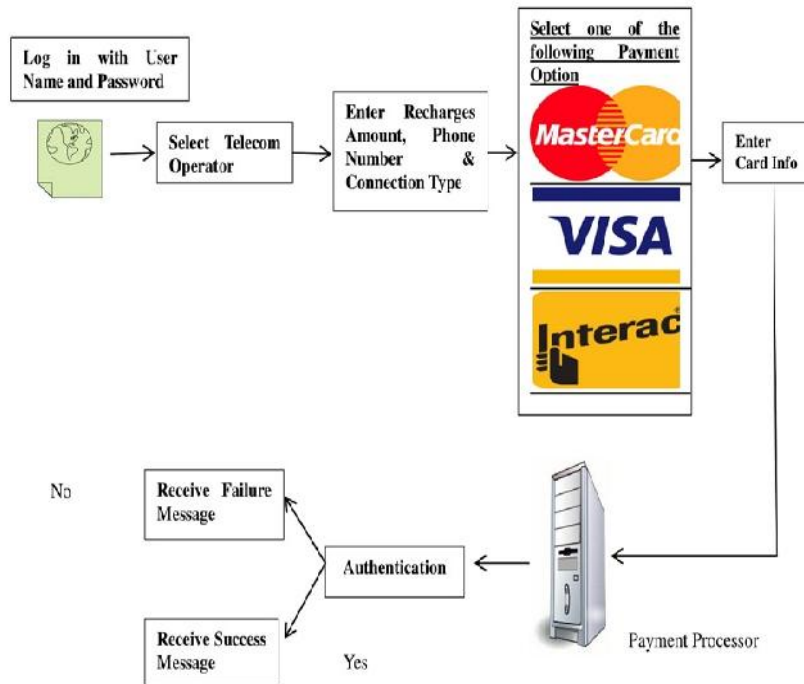 Log in with User
Name and Password
Select Telecom
Operator
Enter Recharges
Amount, Phone
Number &
Connection Type
Select one of the
following Payment
Option
MasterCard
VISA
Interac
Enter
Card Info
No
Receive Failure
Message
Authentication
Receive Success
Message
Yes
Payment Processor